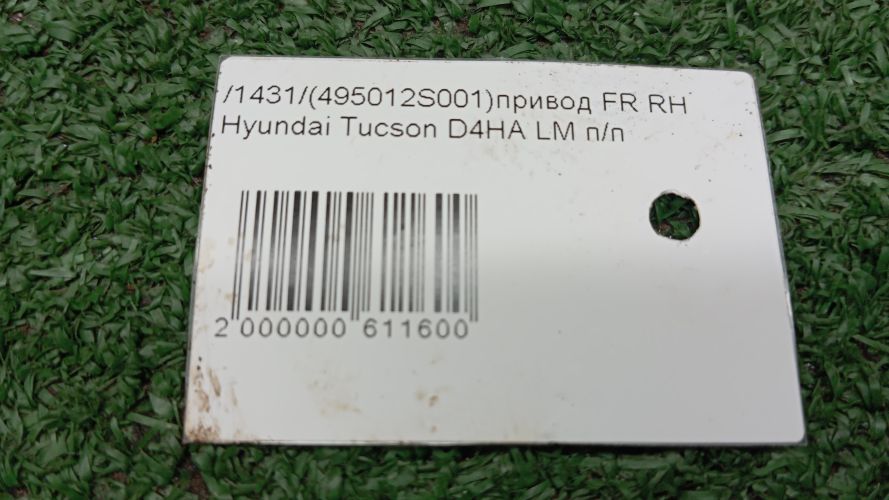 /1431/(495012S001)привод FR RH
Hyundai Tucson D4HA LM п/п
2 000000 611600